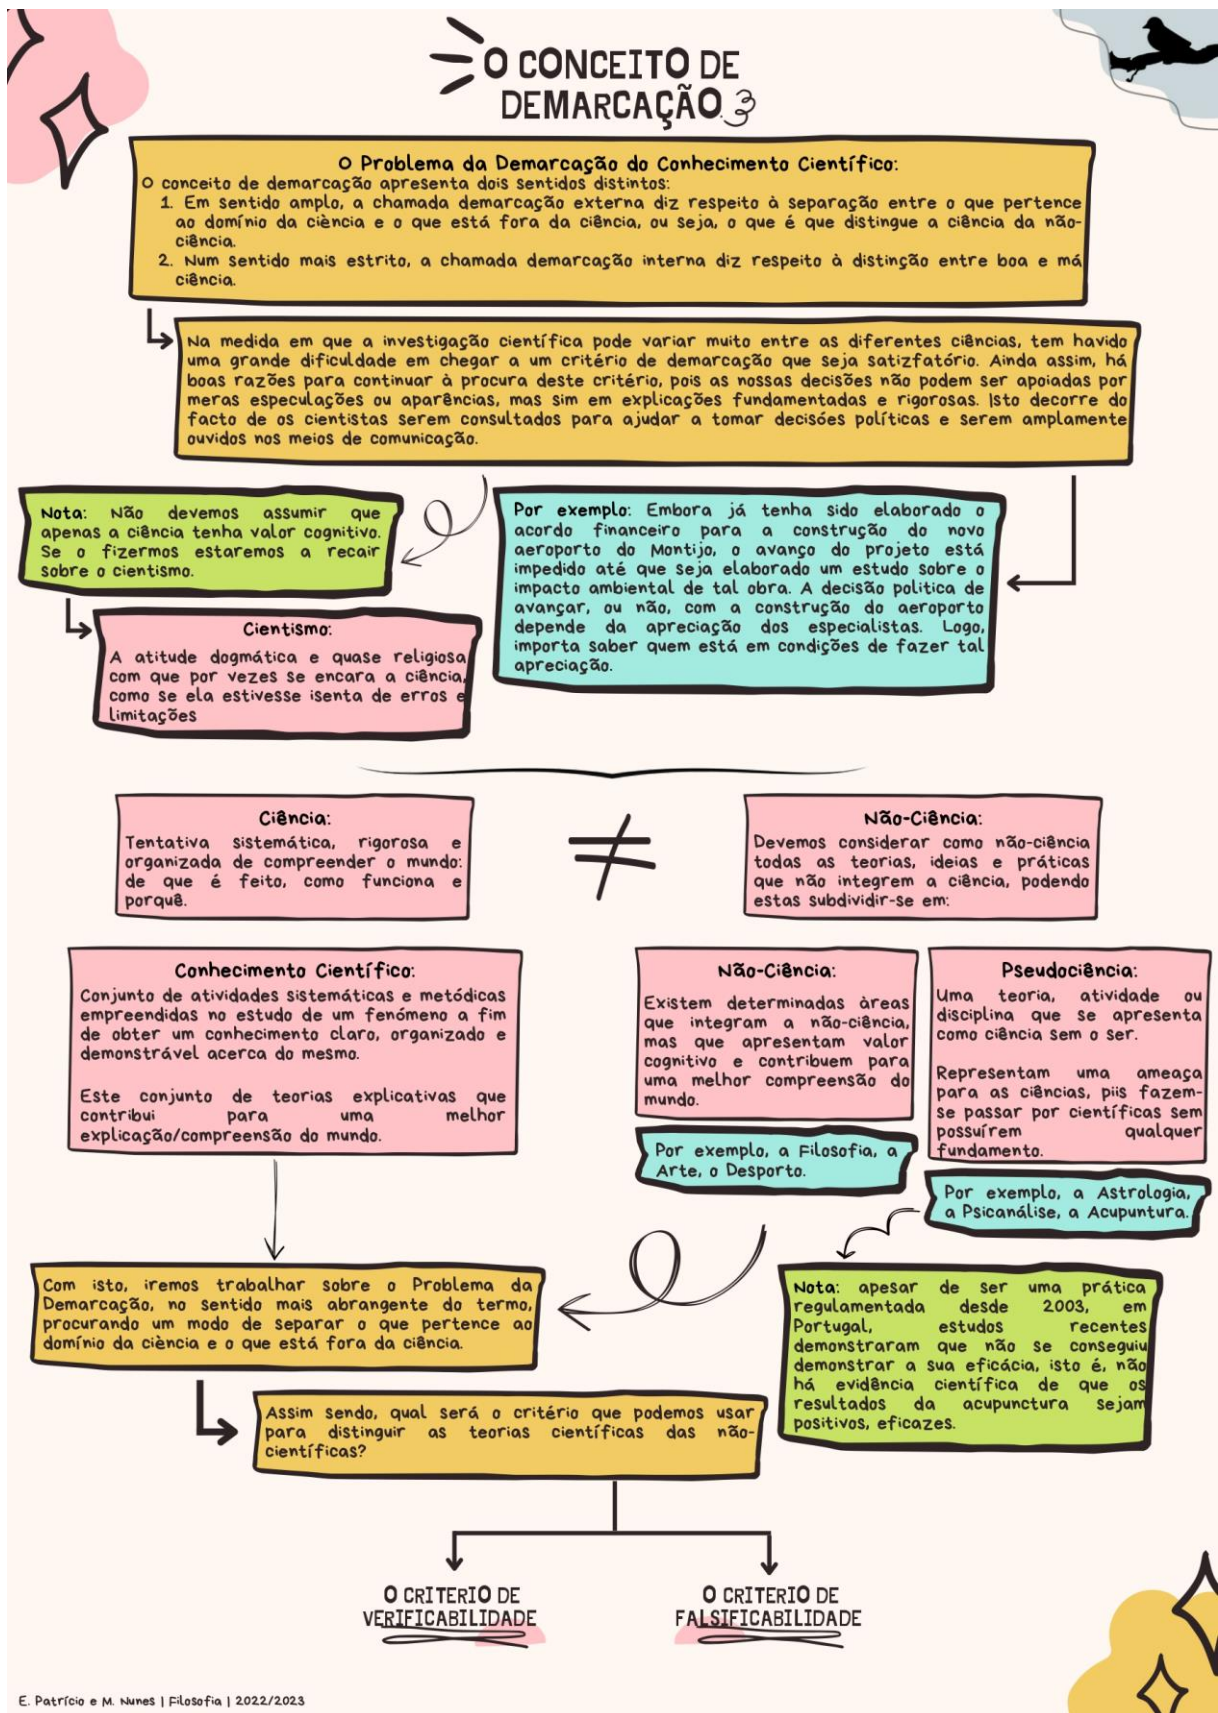 O CONCEITO DE
DEMARCAÇÃO
O Problema da Demarcação do Conhecimento Científico:
O conceito de demarcação apresenta dois sentidos distintos:
1. Em sentido amplo, a chamada demarcação externa diz respeito à separação entre o que pertence
ao domínio da ciència e o que está fora da ciência, ou seja, o que é que distingue a ciência da não-
ciência.
2. Num sentido mais estrito, a chamada demarcação interna diz respeito à distinção entre boa e má
ciência.
Na medida em que a investigação científica pode variar muito entre as diferentes ciências, tem havido
uma grande dificuldade em chegar a um critério de demarcação que seja satizfatório. Ainda assim, há
boas razões para continuar à procura deste critério, pois as nossas decisões não podem ser apoiadas por
meras especulações ou aparências, mas sim em explicações fundamentadas e rigorosas. Isto decorre do
facto de os cientistas serem consultados para ajudar a tomar decisóes políticas e serem amplamente
ouvidos nos meios de comunicação.
Nota: Não devemos assumir que
apenas a ciência tenha valor cognitivo.
Se o fizermos estaremos a recair
sobre o cientismo.
Cientismo:
A atitude dogmática e quase religiosa
com que por vezes se encara a ciência,
como se ela estivesse isenta de erros e
limitações
Por exemplo: Embora já tenha sido elaborado o
acordo financeiro para a construção do novo
aeroporto do Montijo, o avanço do projeto está
impedido até que seja elaborado um estudo sobre o
impacto ambiental de tal obra. A decisão politica de
avançar, ou não, com a construção do aeroporto
depende da apreciação dos especialistas. Logo,
importa saber quem está em condições de fazer tal
apreciação.
Ciência:
Tentativa sistemática, rigorosa e
organizada de compreender o mundo:
de que é feito, como funciona e
porquê.
≠
Não-Ciência:
Devemos considerar como não-ciência
todas as teorias, ideias e práticas
que não integrem a ciência, podendo
estas subdividir-se em:
Conhecimento Científico:
Conjunto de atividades sistemáticas e metódicas
empreendidas no estudo de um fenómeno a fim
de obter um conhecimento claro, organizado e
demonstrável acerca do mesmo.
Este conjunto de teorias explicativas que
contribui para uma melhor
explicação/compreensão do mundo.
Não-Ciência:
Existem determinadas àreas
que integram a não-ciência,
mas que apresentam valor
cognitivo e contribuem para
uma melhor compreensão do
mundo.
Por exemplo, a Filosofia, a
Arte, o Desporto.
Pseudociência:
Uma teoria, atividade ou
disciplina que se apresenta
como ciência sem o ser.
Representam uma ameaça
para as ciências, piis fazem-
se passar por científicas sem
possuírem qualquer
fundamento.
Por exemplo, a Astrologia,
a Psicanálise, a Acupuntura.
Nota: apesar de ser uma prática
regulamentada desde 2003, em
Portugal, estudos recentes
demonstraram que não se conseguiu
demonstrar a sua eficácia, isto é, não
há evidência científica de que os
resultados da acupunctura sejam
positivos, eficazes.
Com isto, iremos trabalhar sobre o Problema da
Demarcação, no sentido mais abrangente do termo,
procurando um modo de separar o que pertence ao
domínio da ciència e o que está fora da ciência.
Assim sendo, qual será o critério que podemos usar
para distinguir as teorias científicas das não-
científicas?
O CRITERIO DE
VERIFICABILIDADE
O CRITERIO DE
FALSIFICABILIDADE
E. Patrício e M. Nunes | Filosofia | 2022/2023